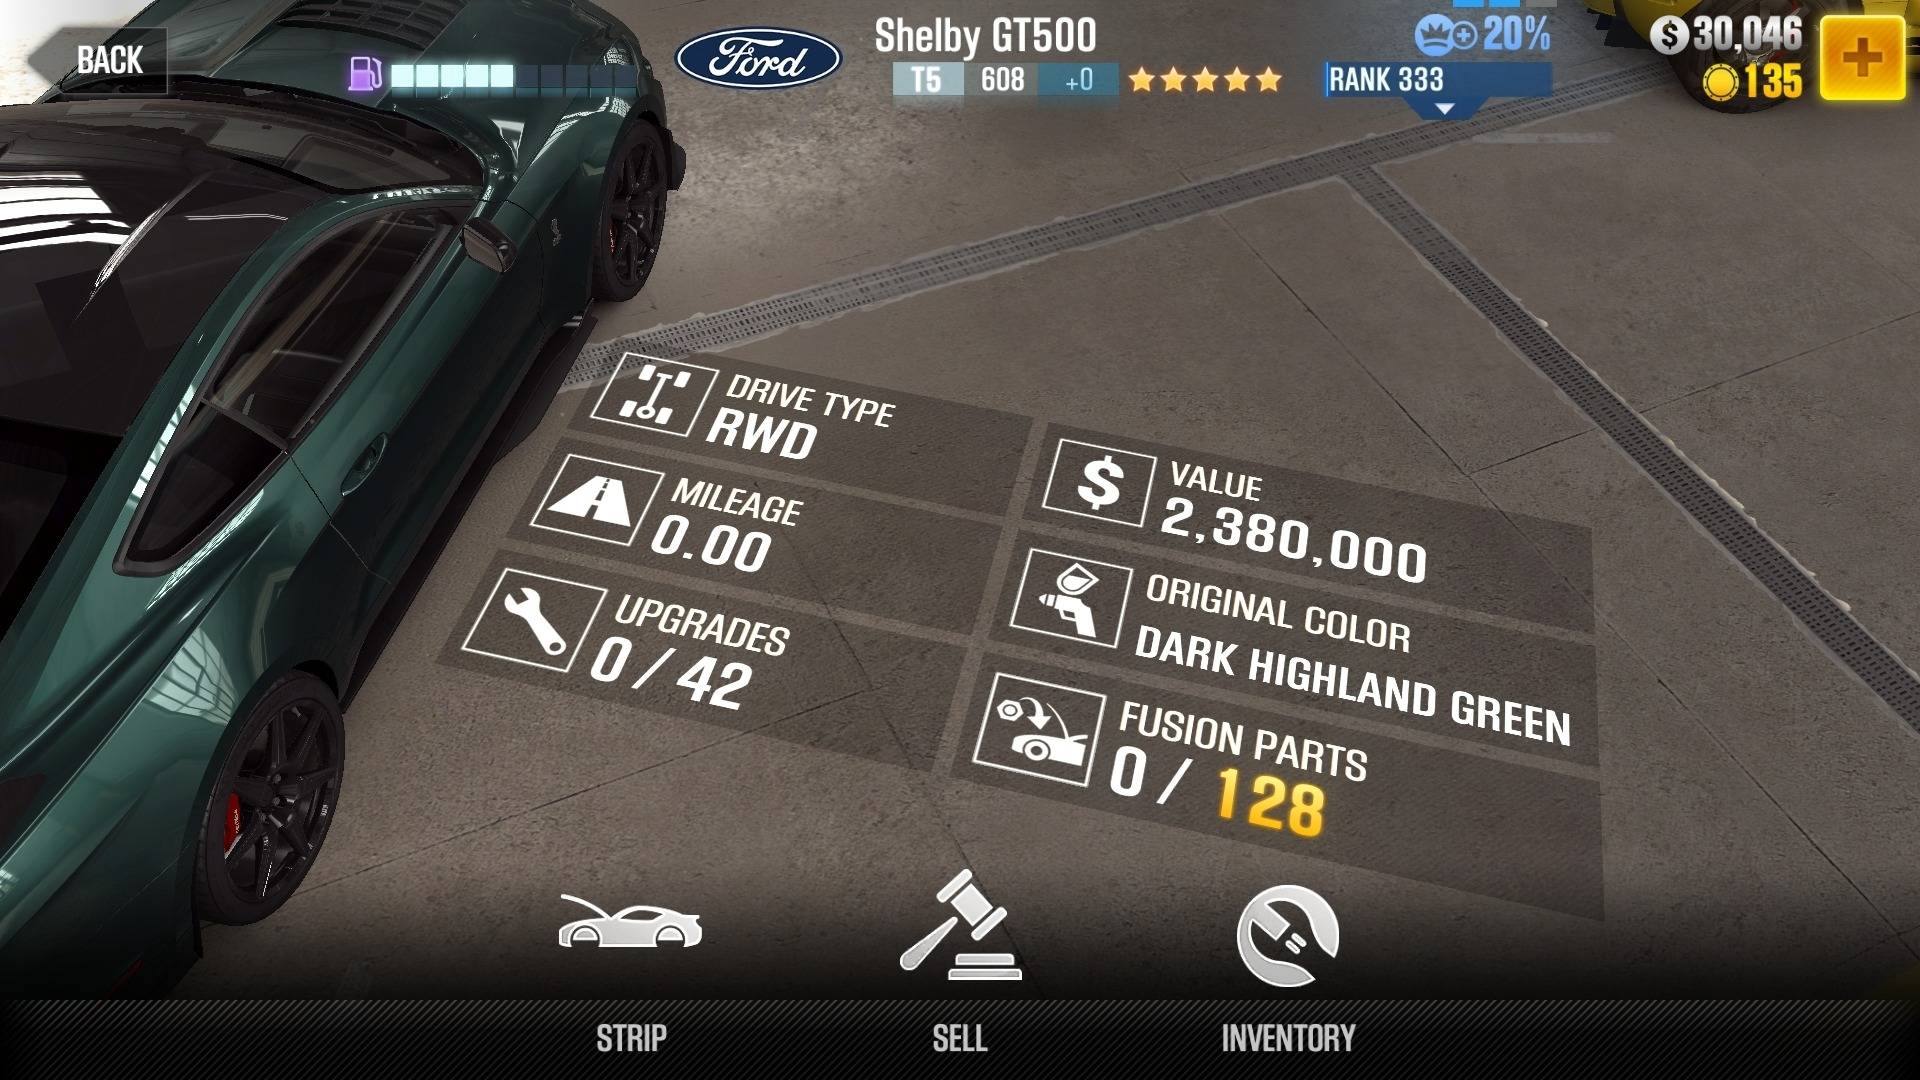 BACK
Ford
Shelby GT500
T5 608 +0
20%
RANK 333
$ 30,046
135
DRIVE TYPE
RWD
MILEAGE
0.00
UPGRADES
0 / 42
$ VALUE
2,380,000
ORIGINAL COLOR
DARK HIGHLAND GREEN
FUSION PARTS
0 / 128
STRIP
SELL
INVENTORY